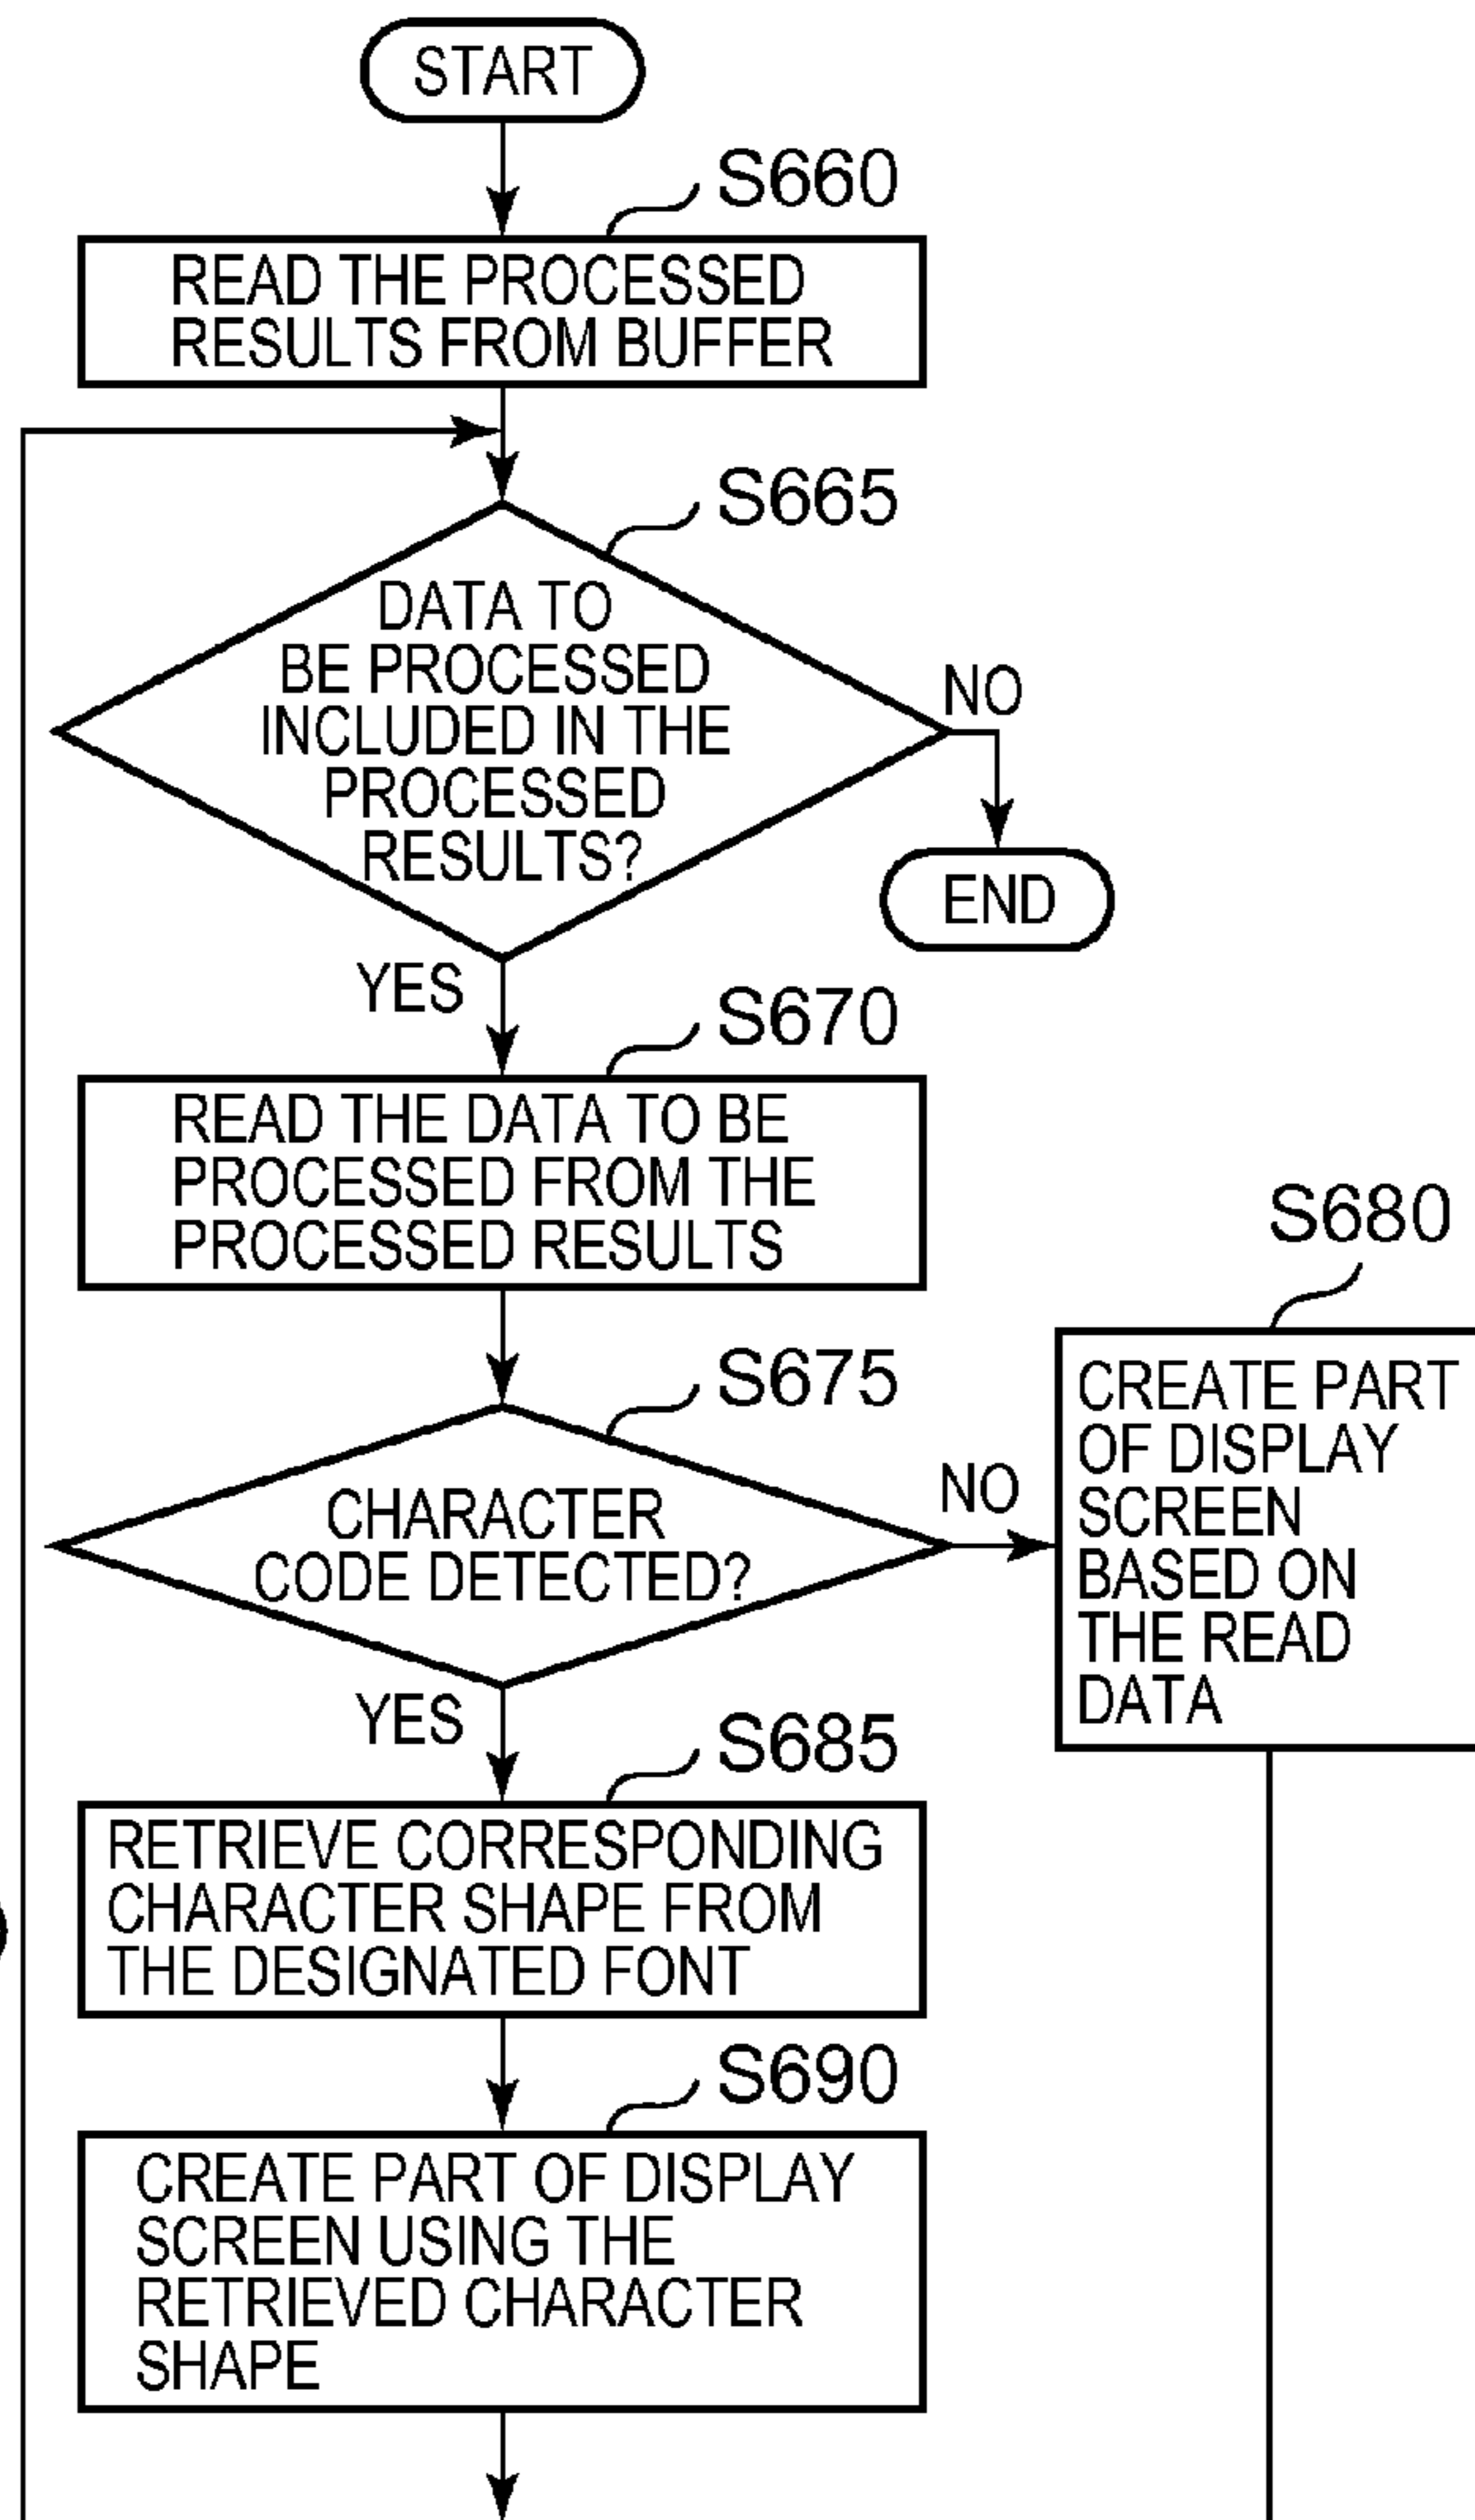 START
S660
READ THE PROCESSED
RESULTS FROM BUFFER
S665
DATA TO
BE PROCESSED
INCLUDED IN THE
PROCESSED
RESULTS?
NO
END
YES
S670
READ THE DATA TO BE
PROCESSED FROM THE
PROCESSED RESULTS
S675
CHARACTER
CODE DETECTED?
NO
S680
CREATE PART
OF DISPLAY
SCREEN
BASED ON
THE READ
DATA
YES
S685
RETRIEVE CORRESPONDING
CHARACTER SHAPE FROM
THE DESIGNATED FONT
S690
CREATE PART OF DISPLAY
SCREEN USING THE
RETRIEVED CHARACTER
SHAPE